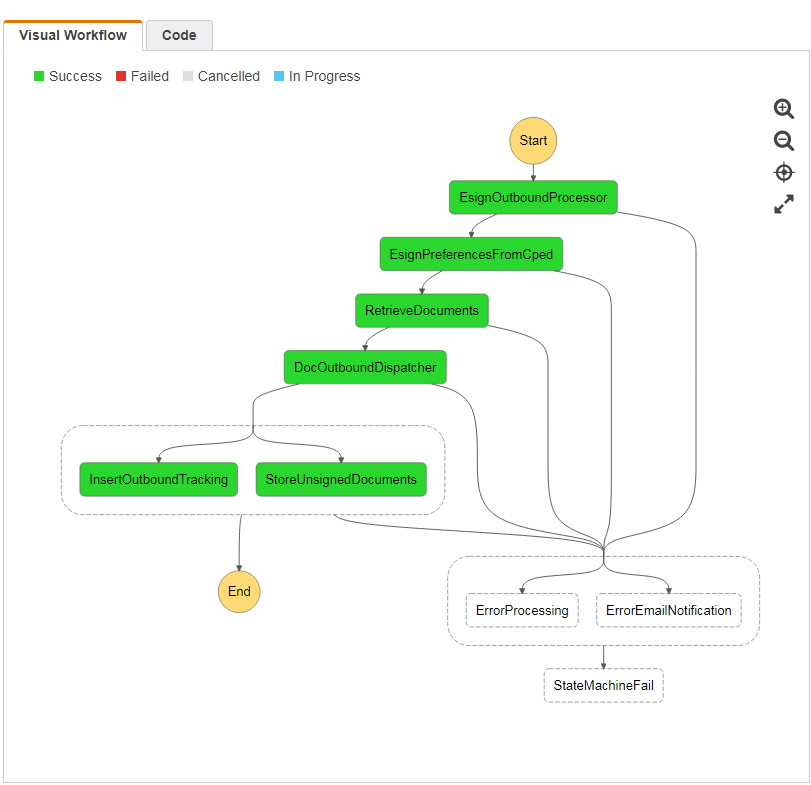 Visual Workflow
Code
Success
Failed
Cancelled
In Progress
Start
EsignOutboundProcessor
EsignPreferencesFromCped
RetrieveDocuments
DocOutboundDispatcher
InsertOutboundTracking
StoreUnsignedDocuments
End
ErrorProcessing
ErrorEmailNotification
StateMachineFail